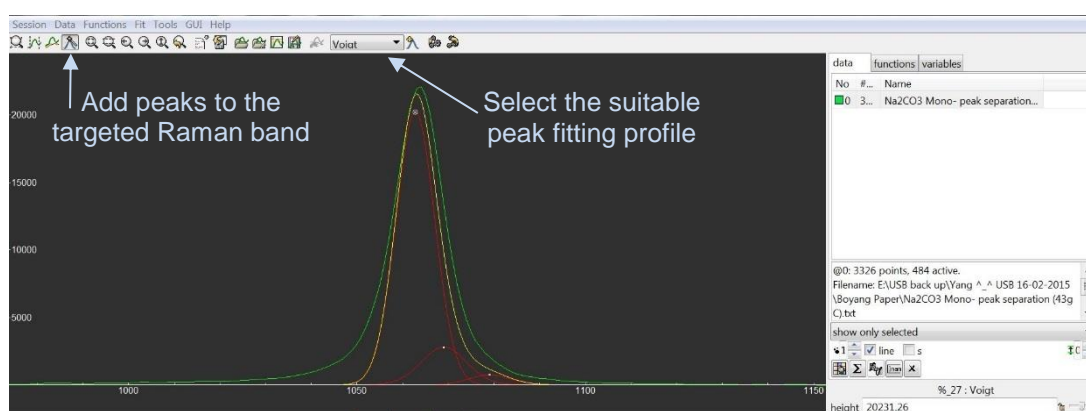 Session Data Functions Fit Tools GUI Help
Voigt
Add peaks to the
targeted Raman band
Select the suitable
peak fitting profile
20000
15000
10000
5000
1000
1050
1100
1150
data functions variables
No #... Name
0 3... Na2CO3 Mono- peak separation...
@0: 3326 points, 484 active.
Filename: E:\USB back up\Yang ^_^ USB 16-02-2015
\Boyang Paper\Na2CO3 Mono- peak separation (43g
C).txt
show only selected
1 line s
%_27 : Voigt
height 20231,26